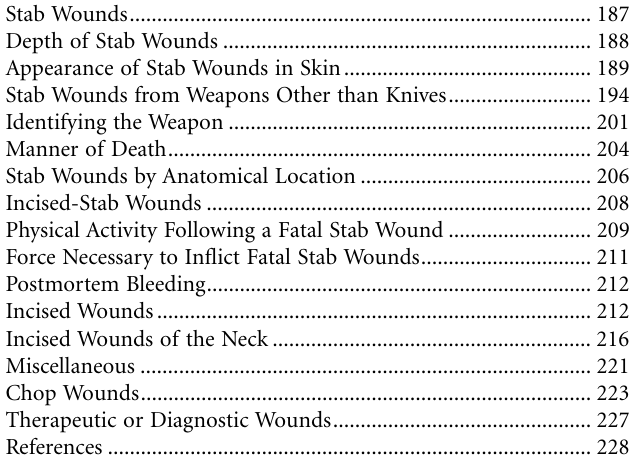 Stab Wounds.................................................................................... 187
Depth of Stab Wounds .................................................................. 188
Appearance of Stab Wounds in Skin............................................. 189
Stab Wounds from Weapons Other than Knives.......................... 194
Identifying the Weapon ................................................................. 201
Manner of Death............................................................................. 204
Stab Wounds by Anatomical Location .......................................... 206
Incised-Stab Wounds ..................................................................... 208
Physical Activity Following a Fatal Stab Wound .......................... 209
Force Necessary to Inflict Fatal Stab Wounds............................... 211
Postmortem Bleeding...................................................................... 212
Incised Wounds ............................................................................... 212
Incised Wounds of the Neck .......................................................... 216
Miscellaneous .................................................................................. 221
Chop Wounds.................................................................................. 223
Therapeutic or Diagnostic Wounds............................................... 227
References ........................................................................................ 228